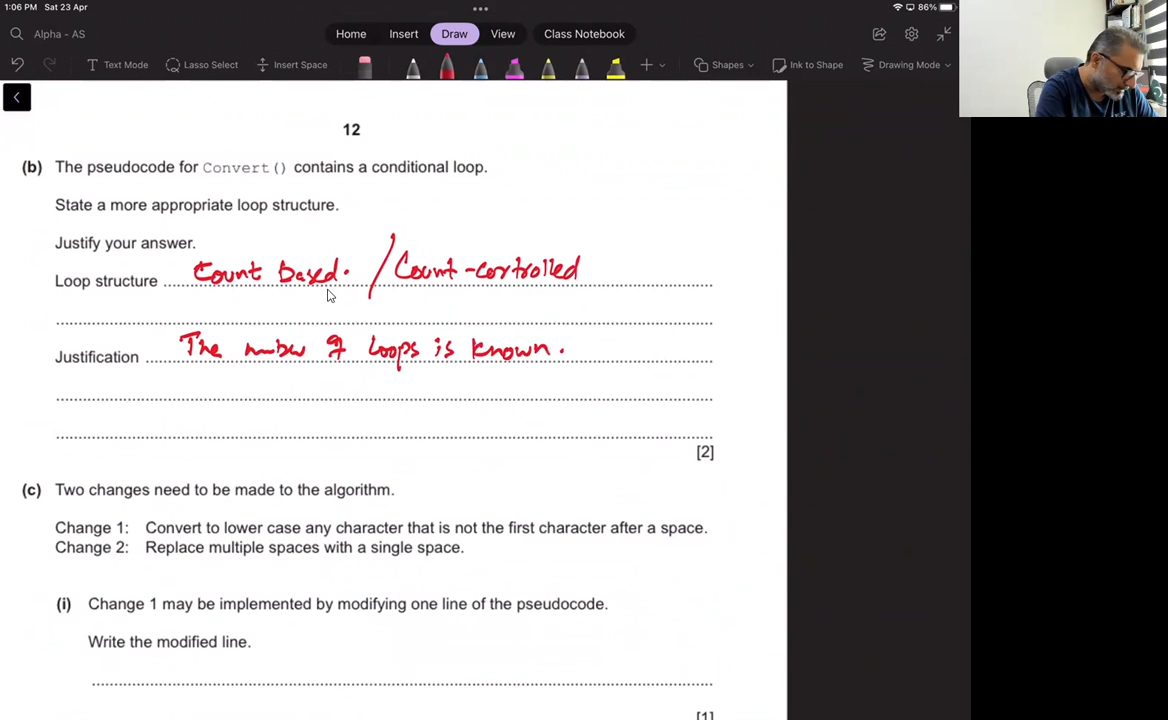 1:06 PM Sat 23 Apr
86%
Alpha - AS
Home Insert Draw View Class Notebook
Text Mode Lasso Select Insert Space Shapes Ink to Shape Drawing Mode
12
(b) The pseudocode for Convert() contains a conditional loop.
State a more appropriate loop structure.
Justify your answer.
Loop structure Count Based. / Count-controlled
Justification The number of loops is known.
[2]
(c) Two changes need to be made to the algorithm.
Change 1: Convert to lower case any character that is not the first character after a space.
Change 2: Replace multiple spaces with a single space.
(i) Change 1 may be implemented by modifying one line of the pseudocode.
Write the modified line.
[1]